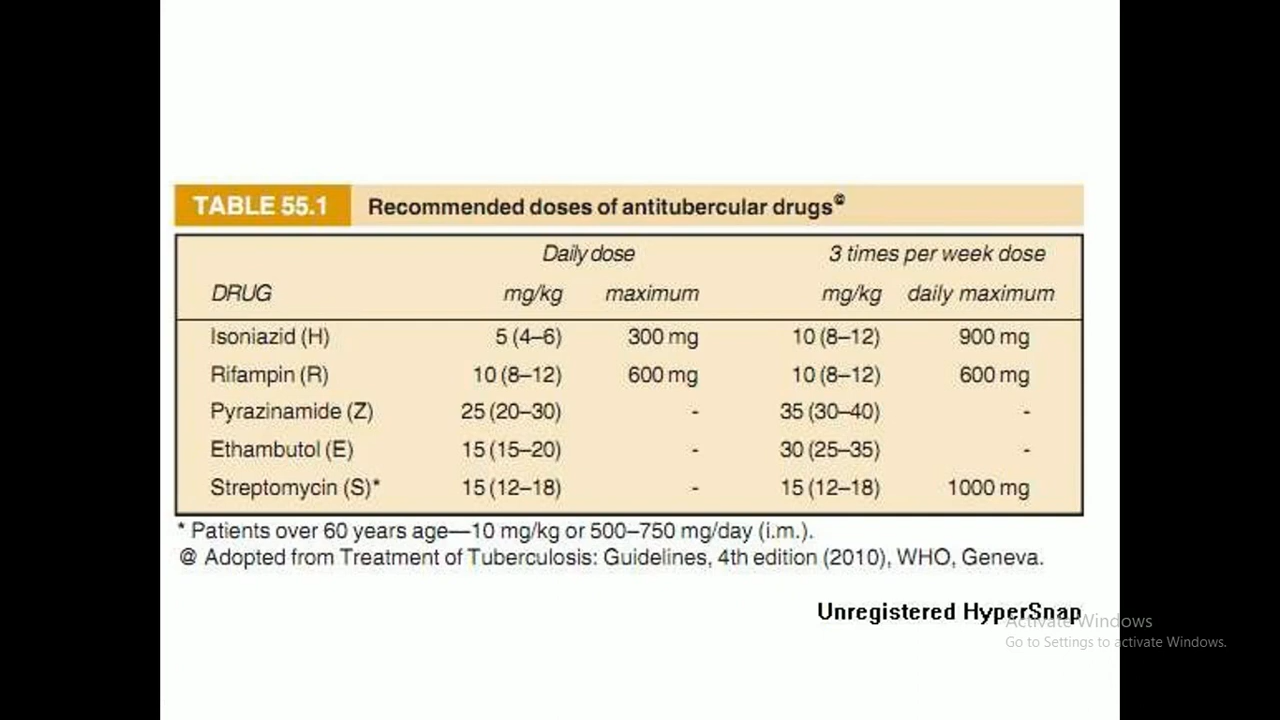 TABLE 55.1 Recommended doses of antitubercular drugs@
Daily dose 3 times per week dose
DRUG mg/kg maximum mg/kg daily maximum
Isoniazid (H) 5 (4–6) 300 mg 10 (8–12) 900 mg
Rifampin (R) 10 (8–12) 600 mg 10 (8–12) 600 mg
Pyrazinamide (Z) 25 (20–30) - 35 (30–40) -
Ethambutol (E) 15 (15–20) - 30 (25–35) -
Streptomycin (S)* 15 (12–18) - 15 (12–18) 1000 mg
* Patients over 60 years age—10 mg/kg or 500–750 mg/day (i.m.).
@ Adopted from Treatment of Tuberculosis: Guidelines, 4th edition (2010), WHO, Geneva.
Unregistered HyperSnap
Activate Windows
Go to Settings to activate Windows.